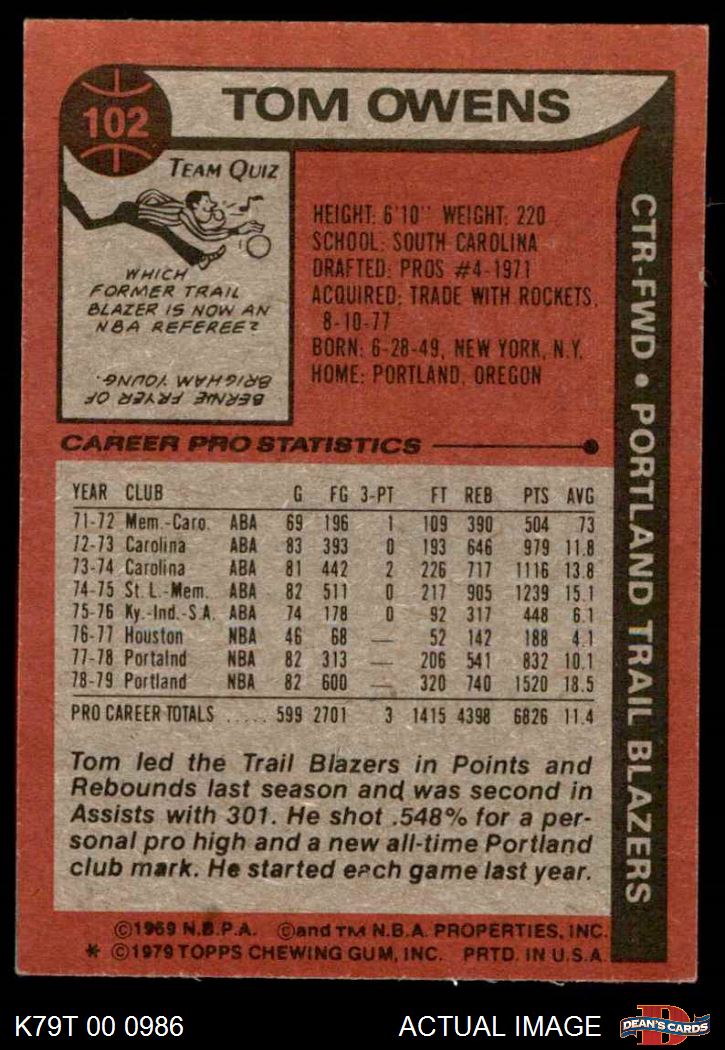 102
TOM OWENS
TEAM QUIZ
WHICH
FORMER TRAIL
BLAZER IS NOW AN
NBA REFEREE?
BERNIE FRYER OF
BRIGHAM YOUNG.
HEIGHT: 6'10" WEIGHT: 220
SCHOOL: SOUTH CAROLINA
DRAFTED: PROS #4-1971
ACQUIRED: TRADE WITH ROCKETS,
8-10-77
BORN: 6-28-49, NEW YORK, N.Y.
HOME: PORTLAND, OREGON
CTR-FWD • PORTLAND TRAIL BLAZERS
CAREER PRO STATISTICS
YEAR CLUB G FG 3-PT FT REB PTS AVG
71-72 Mem.-Caro. ABA 69 196 1 109 390 504 73
72-73 Carolina ABA 83 393 0 193 646 979 11.8
73-74 Carolina ABA 81 442 2 226 717 1116 13.8
74-75 St. L.-Mem. ABA 82 511 0 217 905 1239 15.1
75-76 Ky.-Ind.-S.A. ABA 74 178 0 92 317 448 6.1
76-77 Houston NBA 46 68 — 52 142 188 4.1
77-78 Portalnd NBA 82 313 — 206 541 832 10.1
78-79 Portland NBA 82 600 — 320 740 1520 18.5
PRO CAREER TOTALS ..... 599 2701 3 1415 4398 6826 11.4
Tom led the Trail Blazers in Points and
Rebounds last season and was second in
Assists with 301. He shot .548% for a per-
sonal pro high and a new all-time Portland
club mark. He started each game last year.
©1969 N.B.P.A. ©and TM N.B.A. PROPERTIES, INC.
* ©1979 TOPPS CHEWING GUM, INC. PRTD. IN U.S.A.
K79T 00 0986
ACTUAL IMAGE
D
DEAN'S CARDS